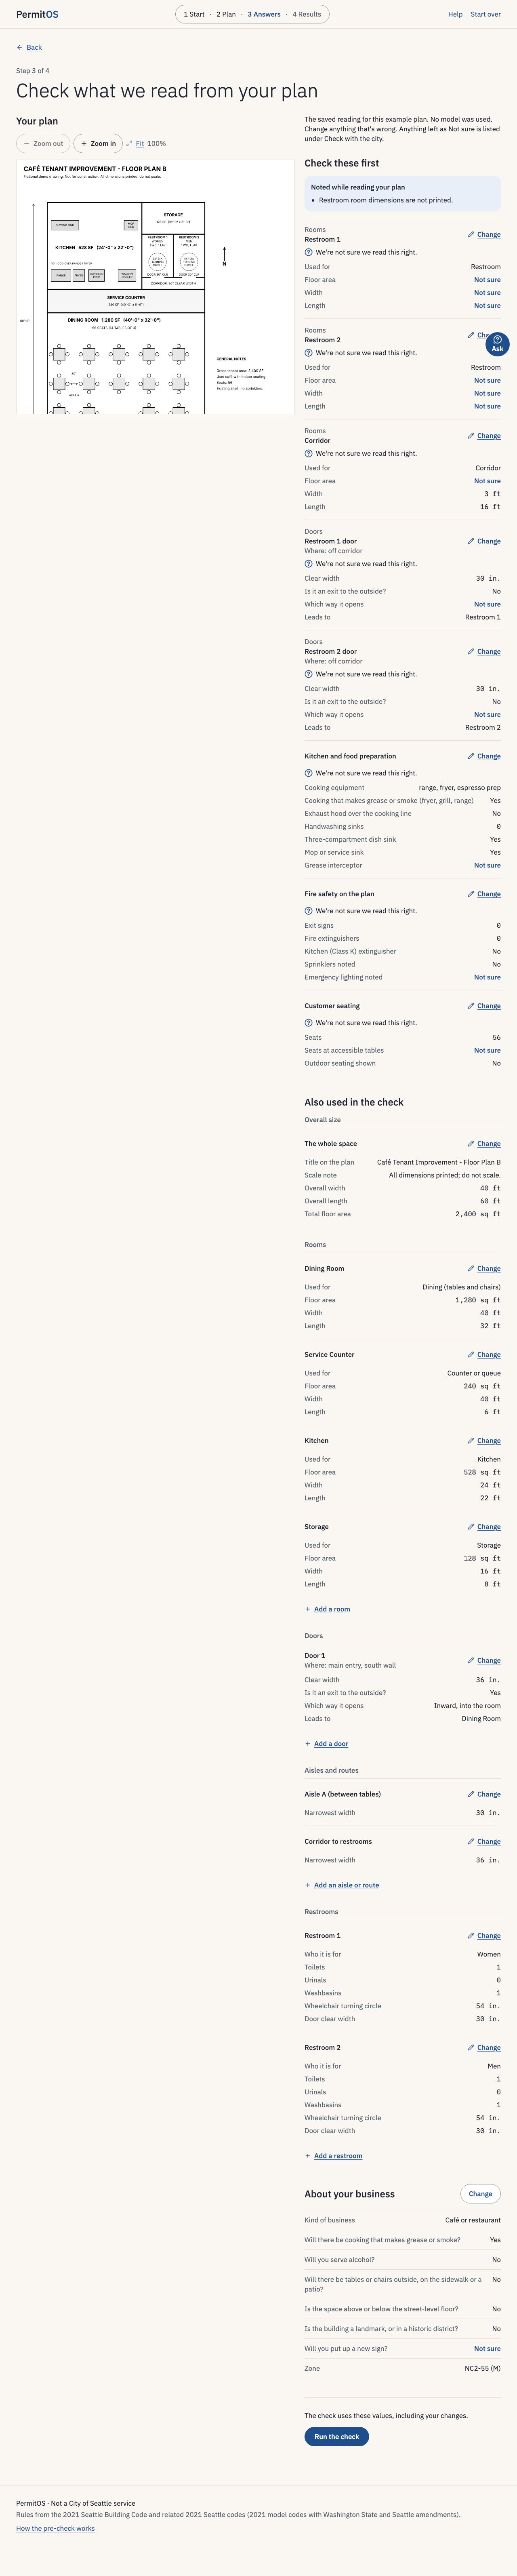 PermitOS
1 Start · 2 Plan · 3 Answers · 4 Results
Help Start over
Back
Step 3 of 4
Check what we read from your plan
Your plan
Zoom out Zoom in Fit 100%
CAFÉ TENANT IMPROVEMENT - FLOOR PLAN B
Fictional demo drawing. Not for construction. All dimensions printed; do not scale.
STORAGE
KITCHEN 528 SF (24'-0" x 22'-0")
RESTROOM 1
RESTROOM 2
N
SERVICE COUNTER
DINING ROOM 1,280 SF (40'-0" x 32'-0")
GENERAL NOTES
Gross tenant area: 2,400 SF
Use: café with indoor seating
Seats: 56
Existing shell, no sprinklers.
The saved reading for this example plan. No model was used.
Change anything that's wrong. Anything left as Not sure is listed
under Check with the city.
Check these first
Noted while reading your plan
• Restroom room dimensions are not printed.
Rooms
Restroom 1
Change
We're not sure we read this right.
Used for Restroom
Floor area Not sure
Width Not sure
Length Not sure
Rooms
Restroom 2
Ask
We're not sure we read this right.
Used for Restroom
Floor area Not sure
Width Not sure
Length Not sure
Rooms
Corridor
Change
We're not sure we read this right.
Used for Corridor
Floor area Not sure
Width 3 ft
Length 16 ft
Doors
Restroom 1 door
Change
Where: off corridor
We're not sure we read this right.
Clear width 30 in.
Is it an exit to the outside? No
Which way it opens Not sure
Leads to Restroom 1
Doors
Restroom 2 door
Change
Where: off corridor
We're not sure we read this right.
Clear width 30 in.
Is it an exit to the outside? No
Which way it opens Not sure
Leads to Restroom 2
Kitchen and food preparation Change
We're not sure we read this right.
Cooking equipment range, fryer, espresso prep
Cooking that makes grease or smoke (fryer, grill, range) Yes
Exhaust hood over the cooking line No
Handwashing sinks 0
Three-compartment dish sink Yes
Mop or service sink Yes
Grease interceptor Not sure
Fire safety on the plan Change
We're not sure we read this right.
Exit signs 0
Fire extinguishers 0
Kitchen (Class K) extinguisher No
Sprinklers noted No
Emergency lighting noted Not sure
Customer seating Change
We're not sure we read this right.
Seats 56
Seats at accessible tables Not sure
Outdoor seating shown No
Also used in the check
Overall size
The whole space Change
Title on the plan Café Tenant Improvement - Floor Plan B
Scale note All dimensions printed; do not scale.
Overall width 40 ft
Overall length 60 ft
Total floor area 2,400 sq ft
Rooms
Dining Room Change
Used for Dining (tables and chairs)
Floor area 1,280 sq ft
Width 40 ft
Length 32 ft
Service Counter Change
Used for Counter or queue
Floor area 240 sq ft
Width 40 ft
Length 6 ft
Kitchen Change
Used for Kitchen
Floor area 528 sq ft
Width 24 ft
Length 22 ft
Storage Change
Used for Storage
Floor area 128 sq ft
Width 16 ft
Length 8 ft
Add a room
Doors
Door 1
Change
Where: main entry, south wall
Clear width 36 in.
Is it an exit to the outside? Yes
Which way it opens Inward, into the room
Leads to Dining Room
Add a door
Aisles and routes
Aisle A (between tables) Change
Narrowest width 30 in.
Corridor to restrooms Change
Narrowest width 36 in.
Add an aisle or route
Restrooms
Restroom 1 Change
Who it is for Women
Toilets 1
Urinals 0
Washbasins 1
Wheelchair turning circle 54 in.
Door clear width 30 in.
Restroom 2 Change
Who it is for Men
Toilets 1
Urinals 0
Washbasins 1
Wheelchair turning circle 54 in.
Door clear width 30 in.
Add a restroom
About your business Change
Kind of business Café or restaurant
Will there be cooking that makes grease or smoke? Yes
Will you serve alcohol? No
Will there be tables or chairs outside, on the sidewalk or a No
patio?
Is the space above or below the street-level floor? No
Is the building a landmark, or in a historic district? No
Will you put up a new sign? Not sure
Zone NC2-55 (M)
The check uses these values, including your changes.
Run the check
PermitOS · Not a City of Seattle service
Rules from the 2021 Seattle Building Code and related 2021 Seattle codes (2021 model codes with Washington State and Seattle amendments).
How the pre-check works